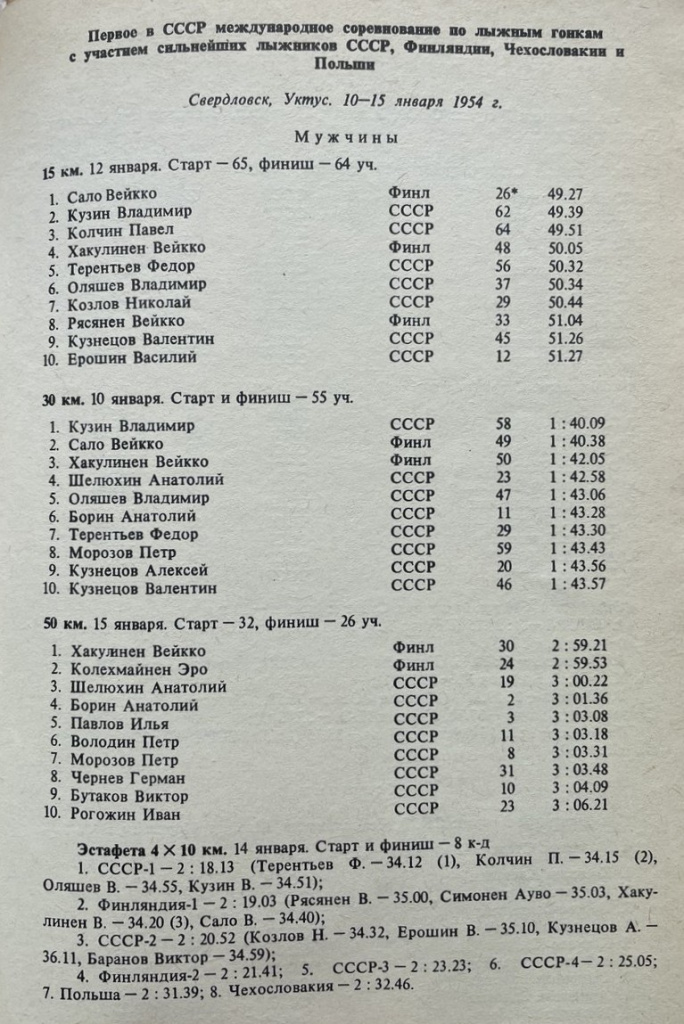 Первое в СССР международное соревнование по лыжным гонкам
с участием сильнейших лыжников СССР, Финляндии, Чехословакии и
Польши
Свердловск, Уктус. 10—15 января 1954 г.
Мужчины
15 км. 12 января. Старт — 65, финиш — 64 уч.
1. Сало Вейкко Финл 26* 49.27
2. Кузин Владимир СССР 62 49.39
3. Колчин Павел СССР 64 49.51
4. Хакулинен Вейкко Финл 48 50.05
5. Терентьев Федор СССР 56 50.32
6. Оляшев Владимир СССР 37 50.34
7. Козлов Николай СССР 29 50.44
8. Рясянен Вейкко Финл 33 51.04
9. Кузнецов Валентин СССР 45 51.26
10. Ерошин Василий СССР 12 51.27
30 км. 10 января. Старт и финиш — 55 уч.
1. Кузин Владимир СССР 58 1 : 40.09
2. Сало Вейкко Финл 49 1 : 40.38
3. Хакулинен Вейкко Финл 50 1 : 42.05
4. Шелюхин Анатолий СССР 23 1 : 42.58
5. Оляшев Владимир СССР 47 1 : 43.06
6. Борин Анатолий СССР 11 1 : 43.28
7. Терентьев Федор СССР 29 1 : 43.30
8. Морозов Петр СССР 59 1 : 43.43
9. Кузнецов Алексей СССР 20 1 : 43.56
10. Кузнецов Валентин СССР 46 1 : 43.57
50 км. 15 января. Старт — 32, финиш — 26 уч.
1. Хакулинен Вейкко Финл 30 2 : 59.21
2. Колехмайнен Эро Финл 24 2 : 59.53
3. Шелюхин Анатолий СССР 19 3 : 00.22
4. Борин Анатолий СССР 2 3 : 01.36
5. Павлов Илья СССР 3 3 : 03.08
6. Володин Петр СССР 11 3 : 03.18
7. Морозов Петр СССР 8 3 : 03.31
8. Чернев Герман СССР 31 3 : 03.48
9. Бутаков Виктор СССР 10 3 : 04.09
10. Рогожин Иван СССР 23 3 : 06.21
Эстафета 4 × 10 км. 14 января. Старт и финиш — 8 к-д
1. СССР-1 — 2 : 18.13 (Терентьев Ф. — 34.12 (1), Колчин П. — 34.15 (2),
Оляшев В. — 34.55, Кузин В. — 34.51);
2. Финляндия-1 — 2 : 19.03 (Рясянен В. — 35.00, Симонен Ауво — 35.03, Хаку-
линен В. — 34.20 (3), Сало В. — 34.40);
3. СССР-2 — 2 : 20.52 (Козлов Н. — 34.32, Ерошин В. — 35.10, Кузнецов А. —
36.11, Баранов Виктор — 34.59);
4. Финляндия-2 — 2 : 21.41; 5. СССР-3 — 2 : 23.23; 6. СССР-4 — 2 : 25.05;
7. Польша — 2 : 31.39; 8. Чехословакия — 2 : 32.46.